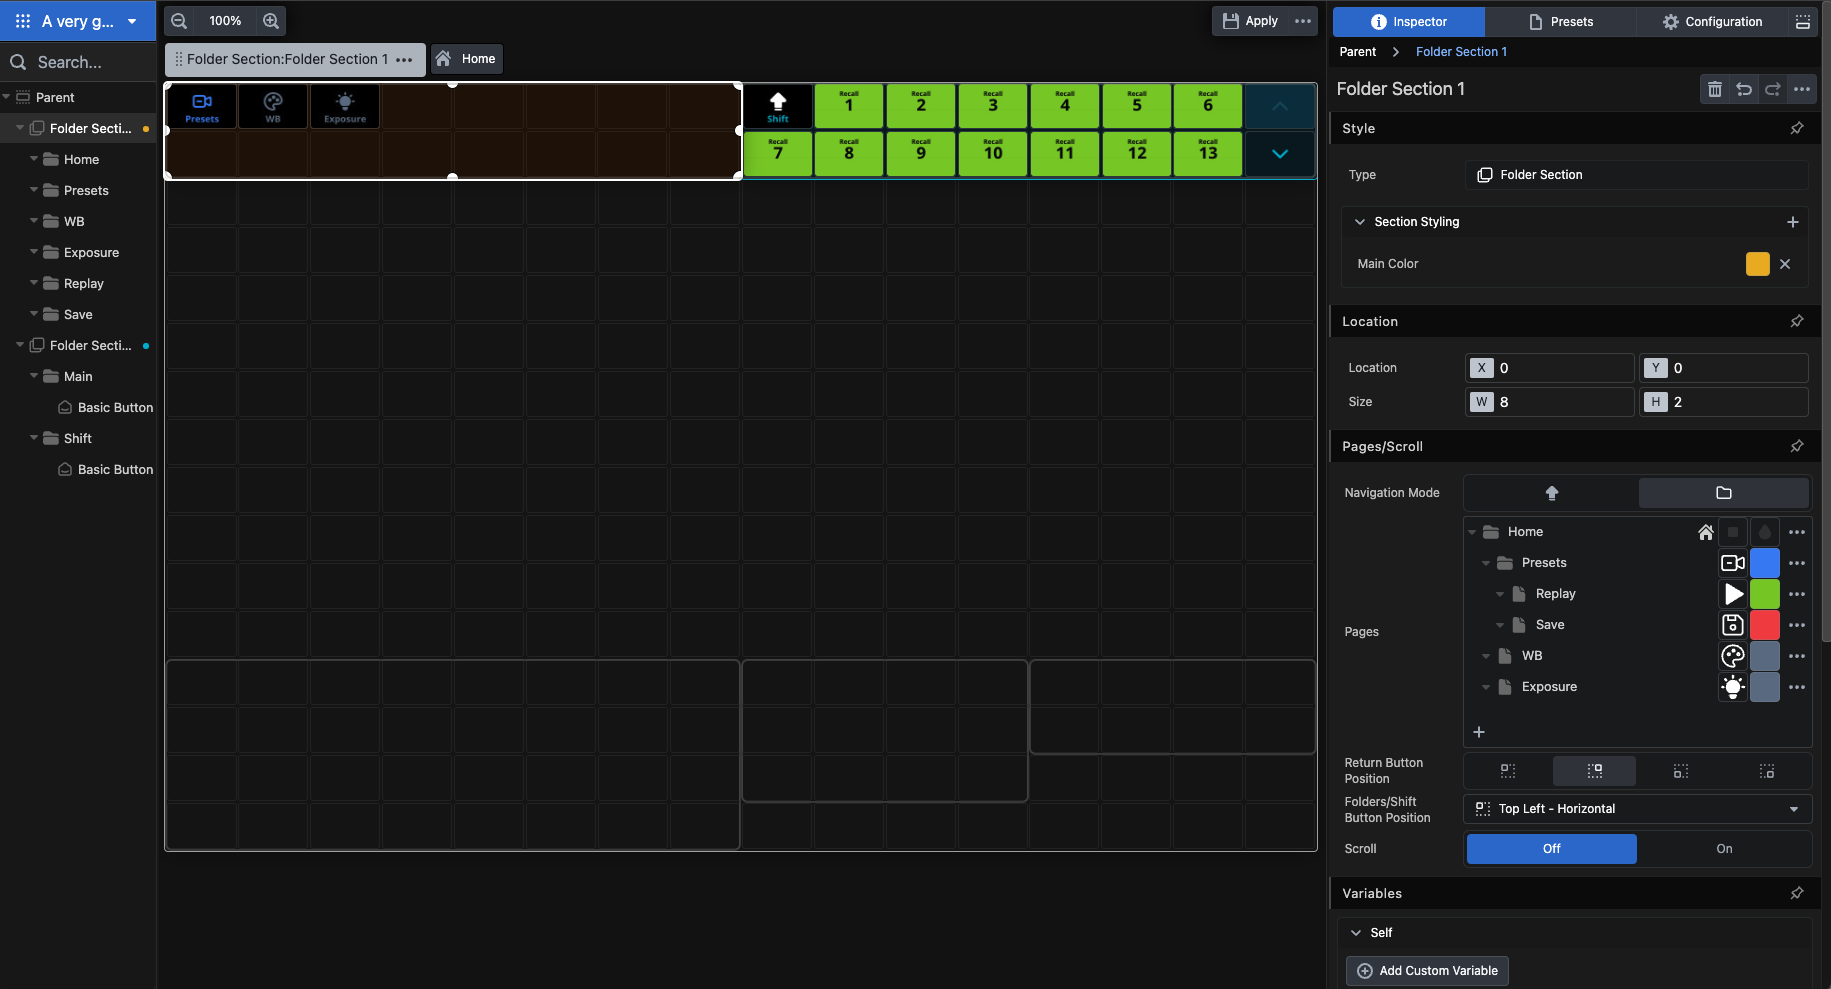 A very g...
100%
Apply
Inspector
Presets
Configuration
Search...
Folder Section:Folder Section 1
Home
Parent
Folder Section 1
Parent
Folder Secti...
Home
Presets
WB
Exposure
Replay
Save
Folder Secti...
Main
Basic Button
Shift
Basic Button
Presets
WB
Exposure
Shift
Recall
1
Recall
2
Recall
3
Recall
4
Recall
5
Recall
6
Recall
7
Recall
8
Recall
9
Recall
10
Recall
11
Recall
12
Recall
13
Folder Section 1
Style
Type
Folder Section
Section Styling
Main Color
Location
Location
X 0
Y 0
Size
W 8
H 2
Pages/Scroll
Navigation Mode
Pages
Home
Presets
Replay
Save
WB
Exposure
Return Button
Position
Folders/Shift
Button Position
Top Left - Horizontal
Scroll
Off
On
Variables
Self
Add Custom Variable